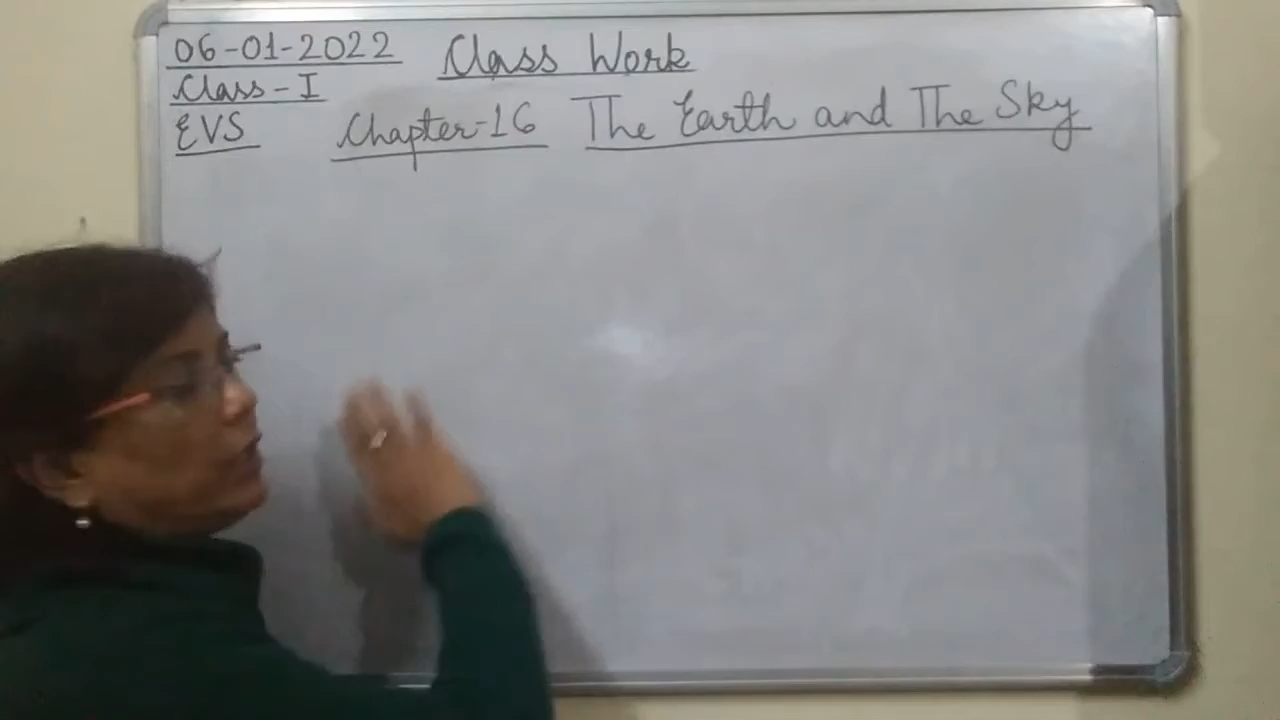 06-01-2022 Class Work
Class-I
EVS Chapter-16 The Earth and The Sky